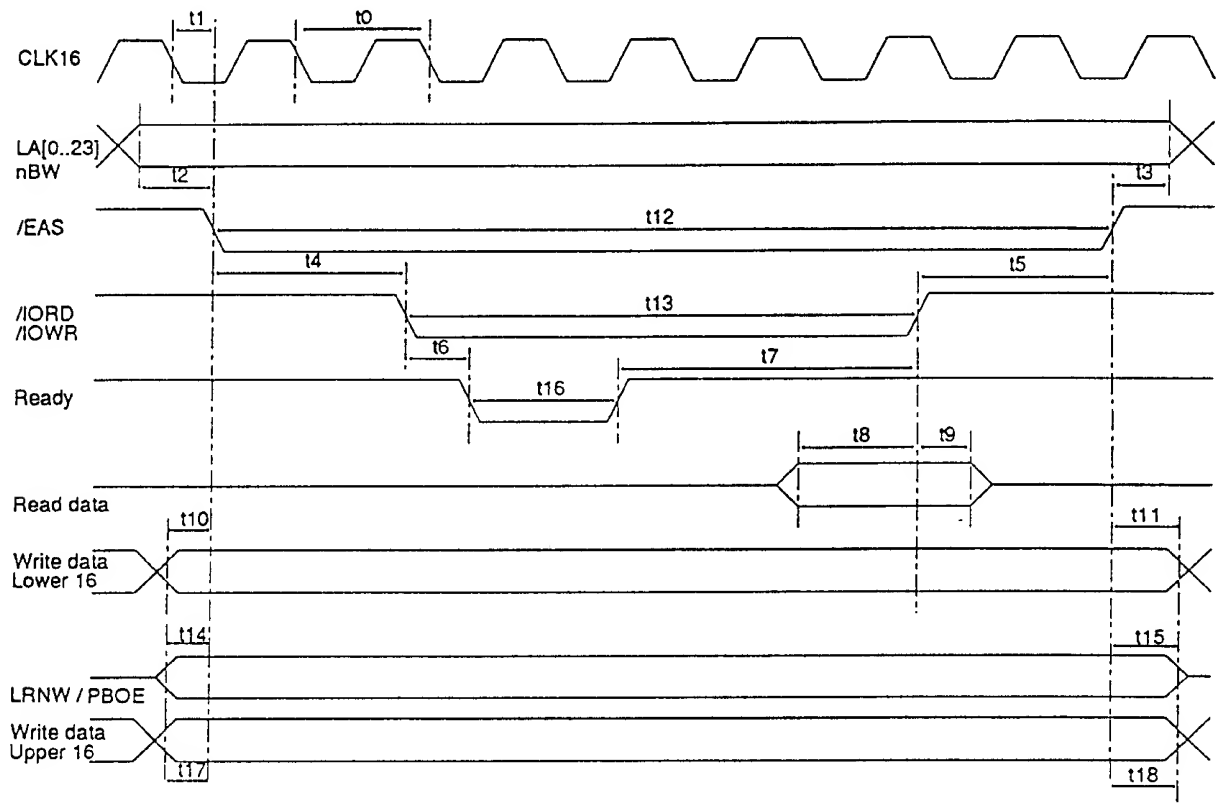 t1
t0
CLK16
LA[0..23]
nBW
t2
t3
/EAS
t12
t4
t5
/IORD
/IOWR
t13
t6
t7
Ready
t16
t8
t9
Read data
t10
t11
Write data
Lower 16
t14
t15
LRNW / PBOE
Write data
Upper 16
t17
t18